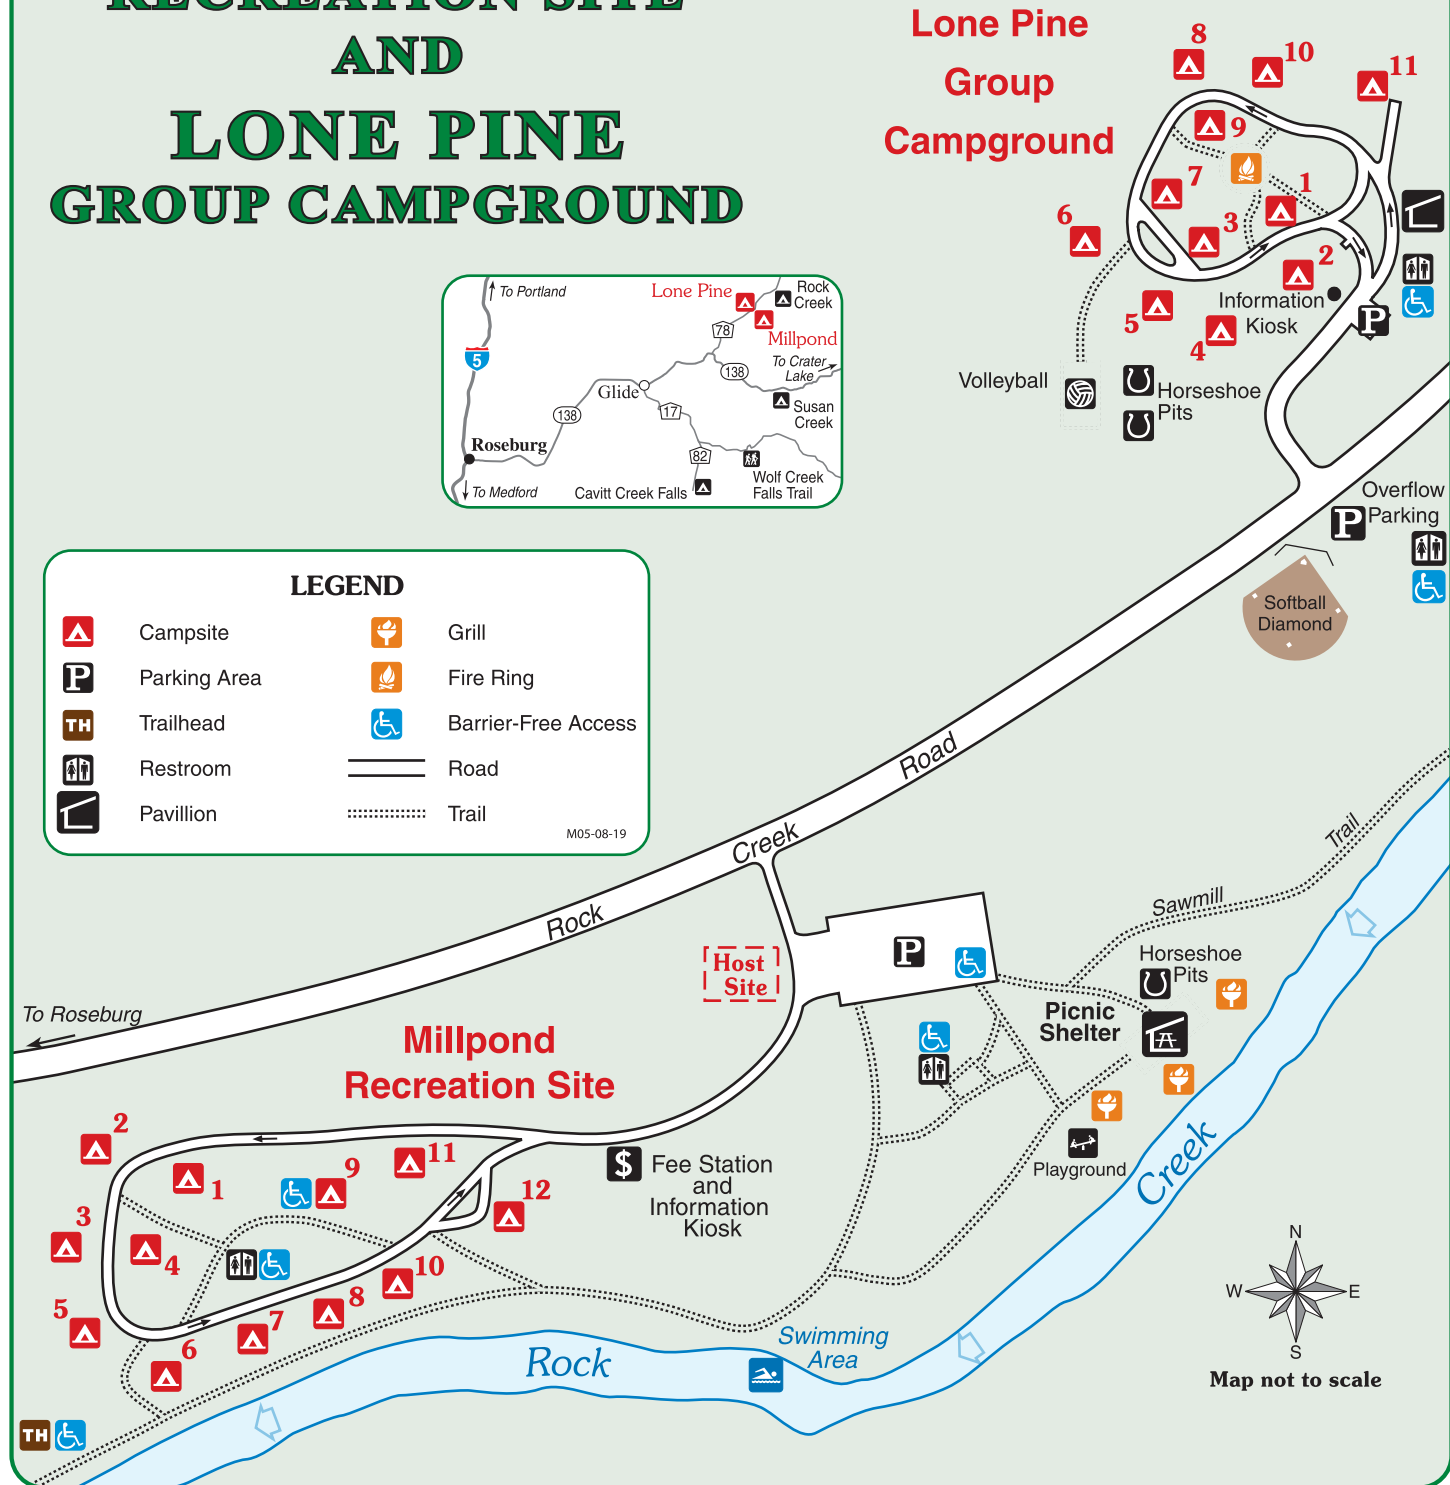 RECREATION SITE
AND
LONE PINE
GROUP CAMPGROUND
Lone Pine
Group
Campground
8
10
11
9
7
1
6
3
2
5
4
Information
Kiosk
P
Volleyball
Horseshoe
Pits
Overflow
Parking
P
Softball
Diamond
To Portland
Lone Pine
Rock
Creek
78
Millpond
5
138
To Crater
Lake
Glide
138
17
Susan
Creek
Roseburg
82
Wolf Creek
Falls Trail
To Medford
Cavitt Creek Falls
LEGEND
Campsite
Grill
P
Parking Area
Fire Ring
TH
Trailhead
Barrier-Free Access
Restroom
Road
Pavillion
Trail
M05-08-19
Rock Creek Road
To Roseburg
Sawmill Trail
Host
Site
P
Horseshoe
Pits
Picnic
Shelter
Playground
Millpond
Recreation Site
2
1
9
11
12
3
4
10
5
8
7
6
$
Fee Station
and
Information
Kiosk
Swimming
Area
Rock Creek
TH
N
W
E
S
Map not to scale